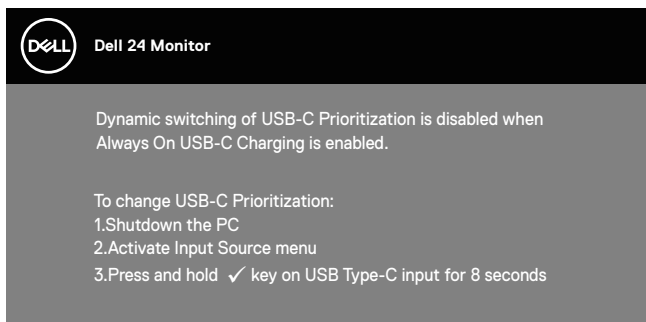 DELL
Dell 24 Monitor
Dynamic switching of USB-C Prioritization is disabled when
Always On USB-C Charging is enabled.
To change USB-C Prioritization:
1.Shutdown the PC
2.Activate Input Source menu
3.Press and hold ✓ key on USB Type-C input for 8 seconds